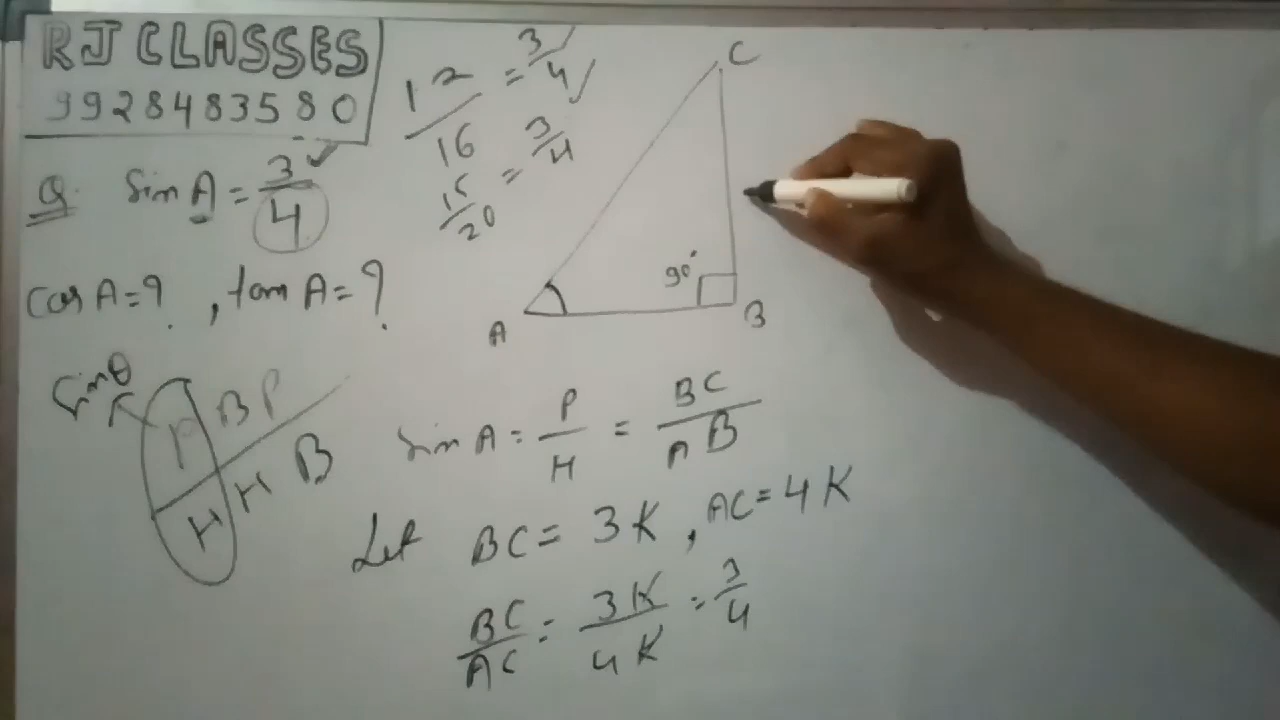 RJ CLASSES
9928483580
Q. Sin A = 3/4
Cos A = ? , tan A = ?
12/16 = 3/4
15/20 = 3/4
C
90°
A
B
Sinθ
P B P
H H B
Sin A = P/H = BC/AB
Let BC = 3K , AC = 4K
BC/AC = 3K/4K = 3/4